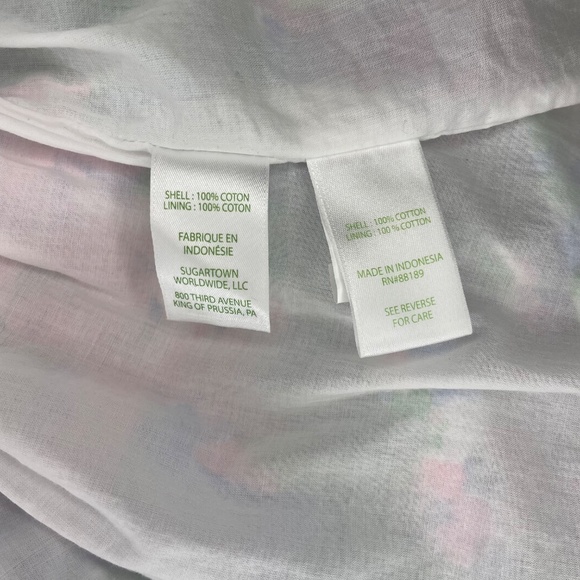 SHELL : 100% COTON
LINING : 100% COTON
FABRIQUE EN
INDONÉSIE
SUGARTOWN
WORLDWIDE, LLC
800 THIRD AVENUE
KING OF PRUSSIA, PA
SHELL : 100% COTTON
LINING : 100% COTTON
MADE IN INDONESIA
RN#88189
SEE REVERSE
FOR CARE